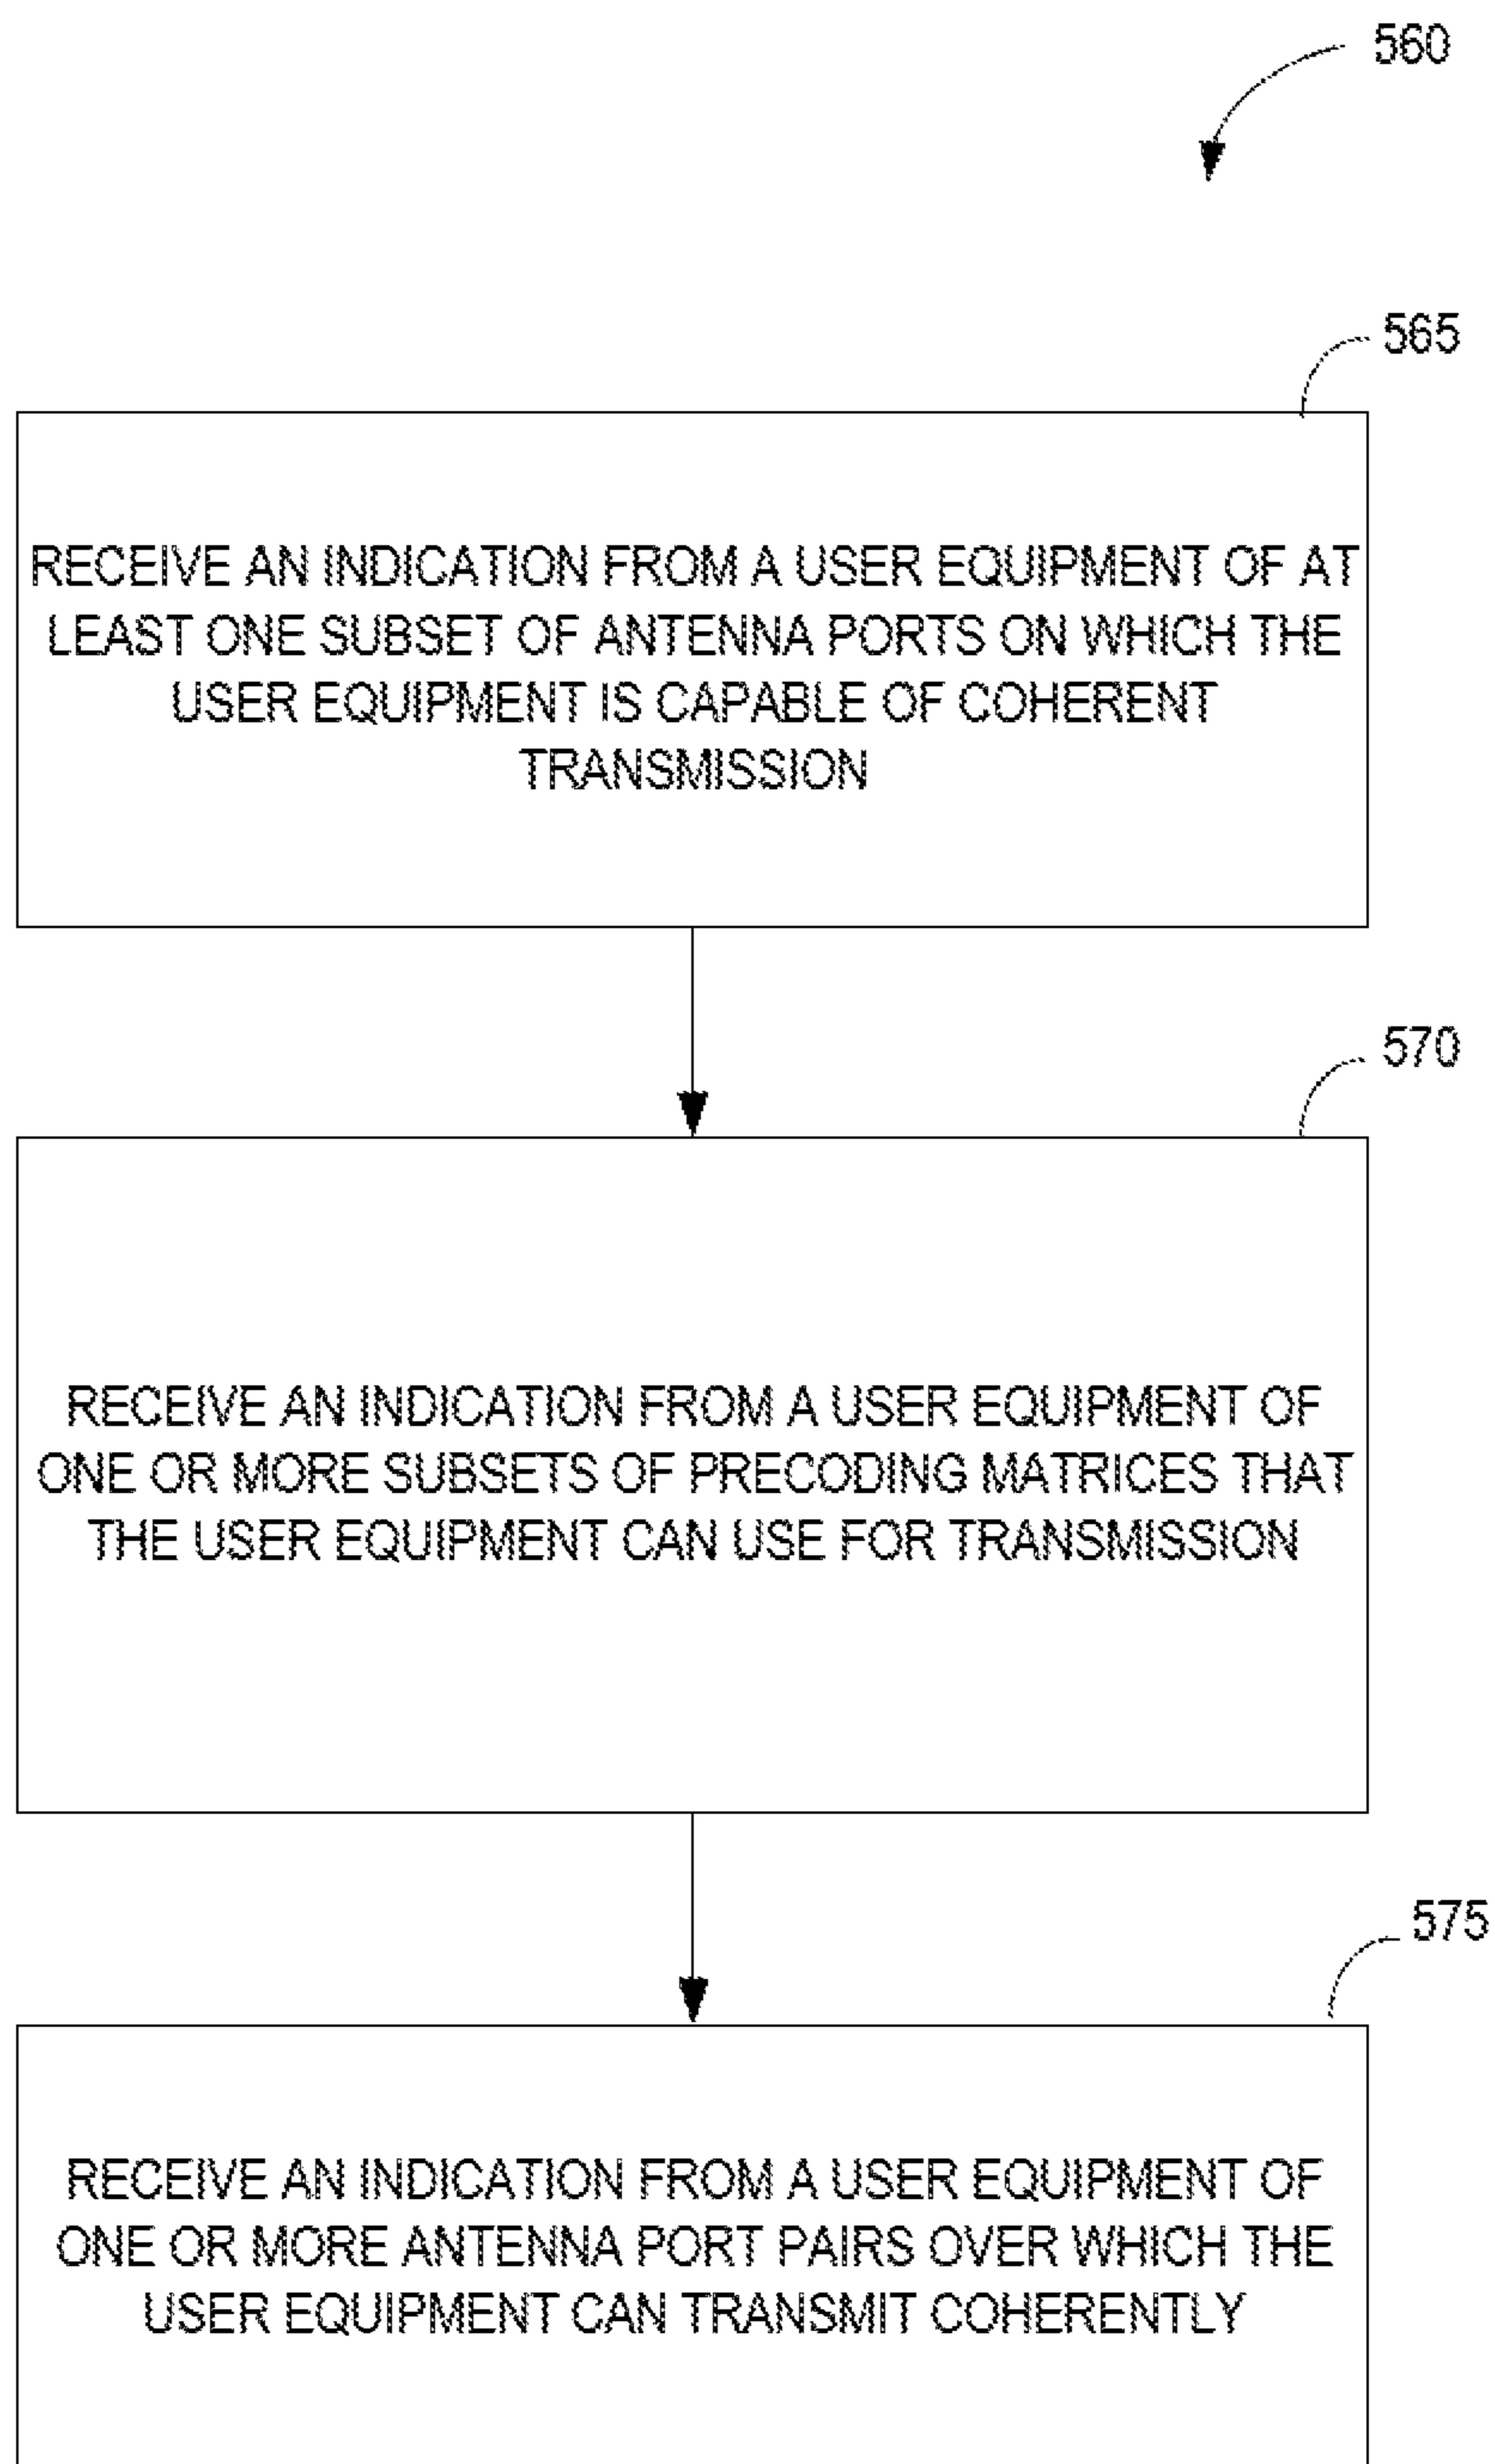 560
565
RECEIVE AN INDICATION FROM A USER EQUIPMENT OF AT
LEAST ONE SUBSET OF ANTENNA PORTS ON WHICH THE
USER EQUIPMENT IS CAPABLE OF COHERENT
TRANSMISSION
570
RECEIVE AN INDICATION FROM A USER EQUIPMENT OF
ONE OR MORE SUBSETS OF PRECODING MATRICES THAT
THE USER EQUIPMENT CAN USE FOR TRANSMISSION
575
RECEIVE AN INDICATION FROM A USER EQUIPMENT OF
ONE OR MORE ANTENNA PORT PAIRS OVER WHICH THE
USER EQUIPMENT CAN TRANSMIT COHERENTLY